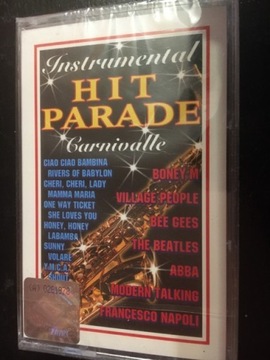 Instrumental
HIT
PARADE
Carnivalle
CIAO CIAO BAMBINA
RIVERS OF BABYLON
CHERI, CHERI, LADY
MAMMA MARIA
ONE WAY TICKET
SHE LOVES YOU
HONEY, HONEY
LABAMBA
SUNNY
VOLARE
Y.M.C.A.
BONEY M
VILLAGE PEOPLE
BEE GEES
THE BEATLES
ABBA
MODERN TALKING
FRANCESCO NAPOLI